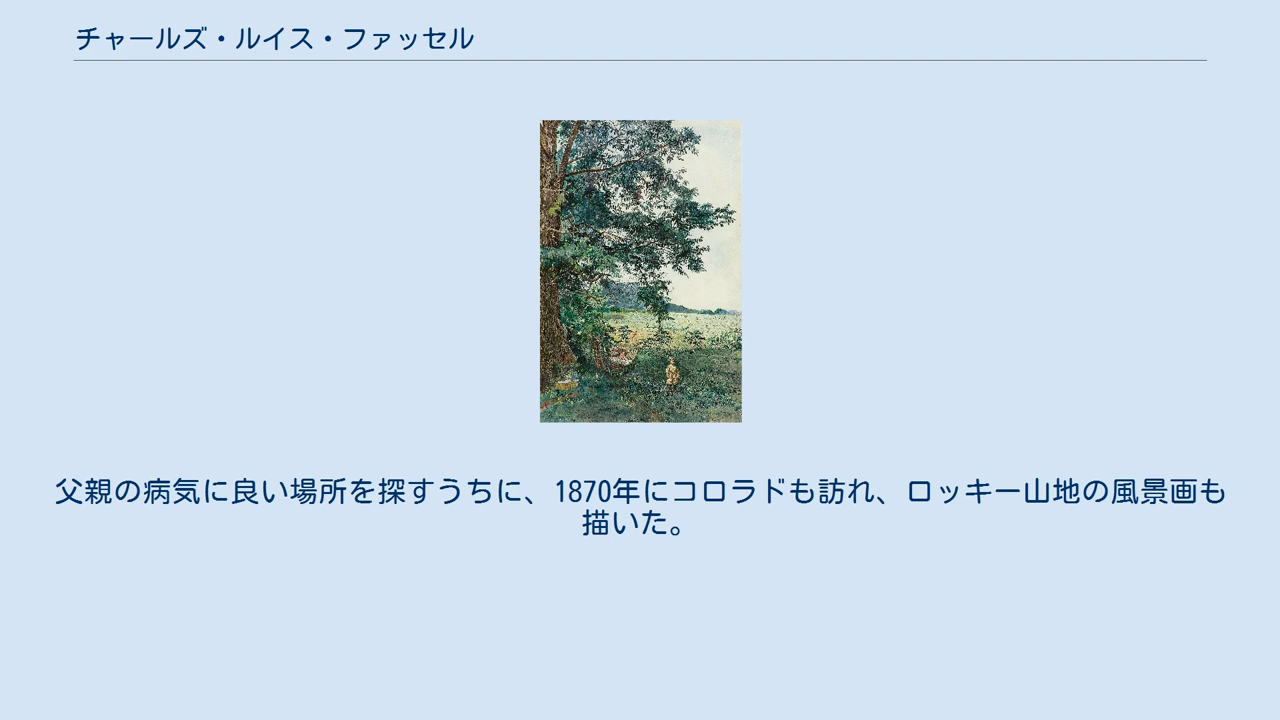 チャールズ・ルイス・ファッセル
父親の病気に良い場所を探すうちに、1870年にコロラドも訪れ、ロッキー山地の風景画も
描いた。